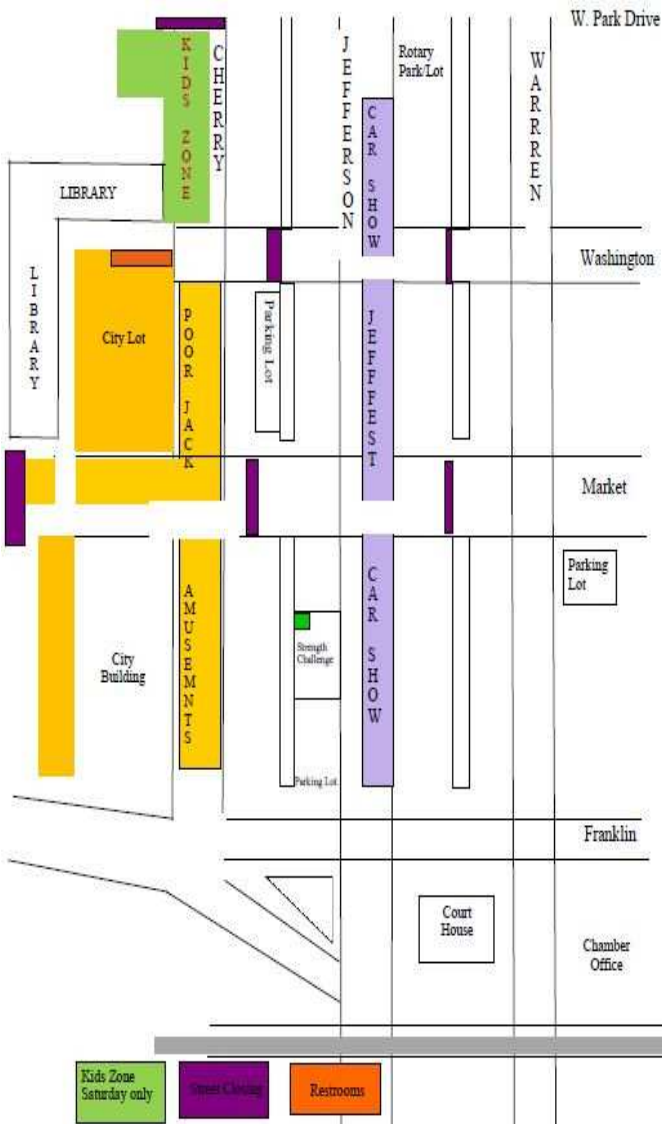 W. Park Drive
KIDS ZONE
CHERRY
JEFFERSON
Rotary
Park/Lot
WARRREN
CAR SHOW
LIBRARY
Washington
LIBRARY
City Lot
POOR JACK
Parking Lot
JEFFFEST
Market
AMUSEMNTS
CAR SHOW
Parking
Lot
Strength
Challenge
City
Building
Parking Lot
Franklin
Court
House
Chamber
Office
Kids Zone
Saturday only
Street Closing
Restrooms